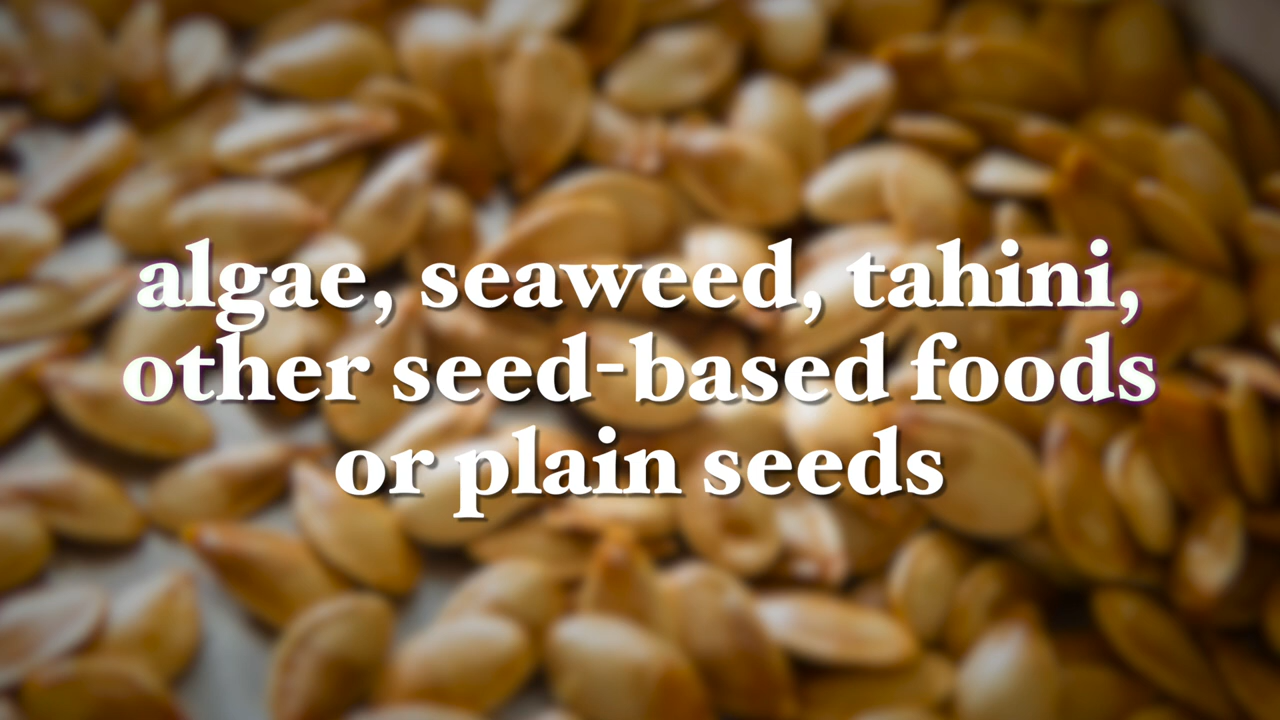 algae, seaweed, tahini,
other seed-based foods
or plain seeds